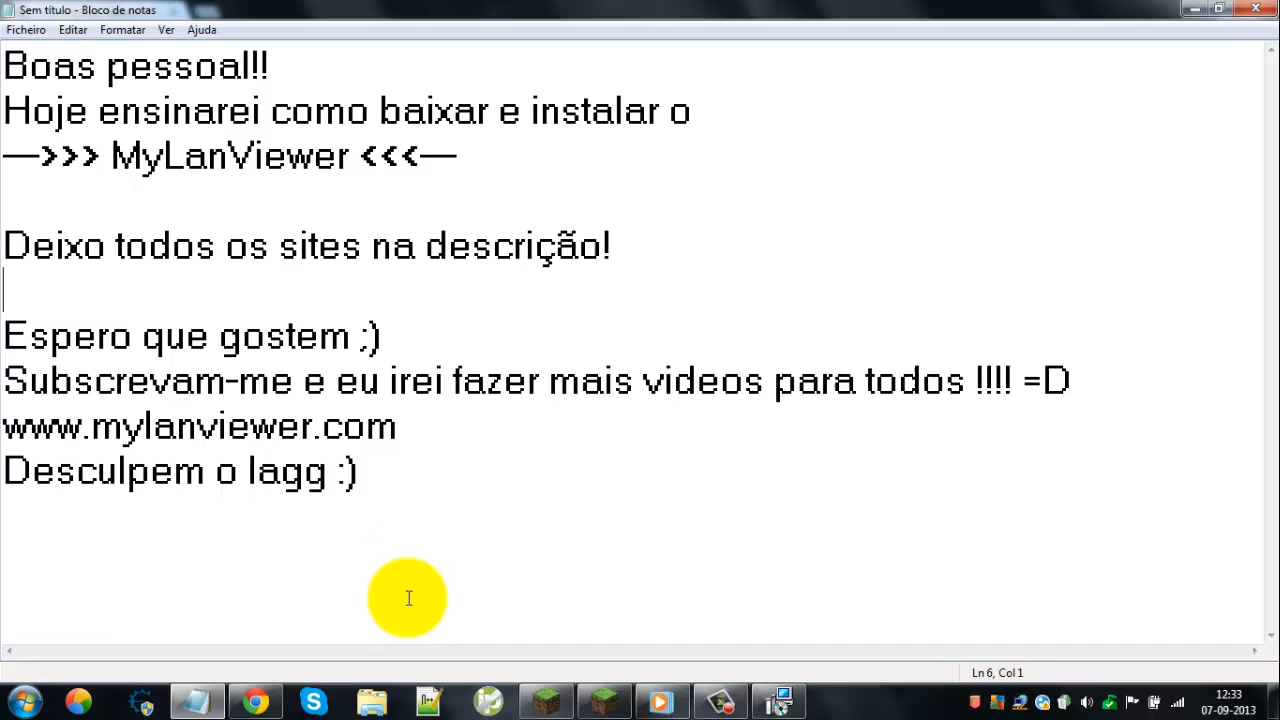 Sem título - Bloco de notas
Ficheiro Editar Formatar Ver Ajuda
Boas pessoal!!
Hoje ensinarei como baixar e instalar o
—>>> MyLanViewer <<<—
Deixo todos os sites na descrição!
Espero que gostem ;)
Subscrevam-me e eu irei fazer mais videos para todos !!!! =D
www.mylanviewer.com
Desculpem o lagg :)
Ln 6, Col 1
12:33
07-09-2013